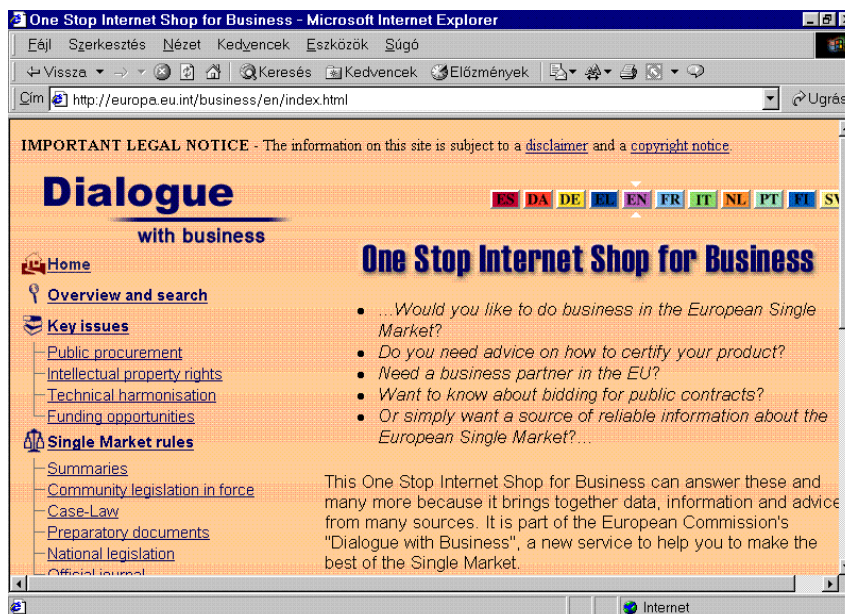 One Stop Internet Shop for Business - Microsoft Internet Explorer
Fájl Szerkesztés Nézet Kedvencek Eszközök Súgó
Vissza Keresés Kedvencek Előzmények
Cím http://europa.eu.int/business/en/index.html Ugrás
IMPORTANT LEGAL NOTICE - The information on this site is subject to a disclaimer and a copyright notice.
Dialogue
with business
ES DA DE EL EN FR IT NL PT FI SV
Home
Overview and search
Key issues
Public procurement
Intellectual property rights
Technical harmonisation
Funding opportunities
Single Market rules
Summaries
Community legislation in force
Case-Law
Preparatory documents
National legislation
Official journal
One Stop Internet Shop for Business
• ...Would you like to do business in the European Single
Market?
• Do you need advice on how to certify your product?
• Need a business partner in the EU?
• Want to know about bidding for public contracts?
• Or simply want a source of reliable information about the
European Single Market?...
This One Stop Internet Shop for Business can answer these and
many more because it brings together data, information and advice
from many sources. It is part of the European Commission's
"Dialogue with Business", a new service to help you to make the
best of the Single Market.
Internet